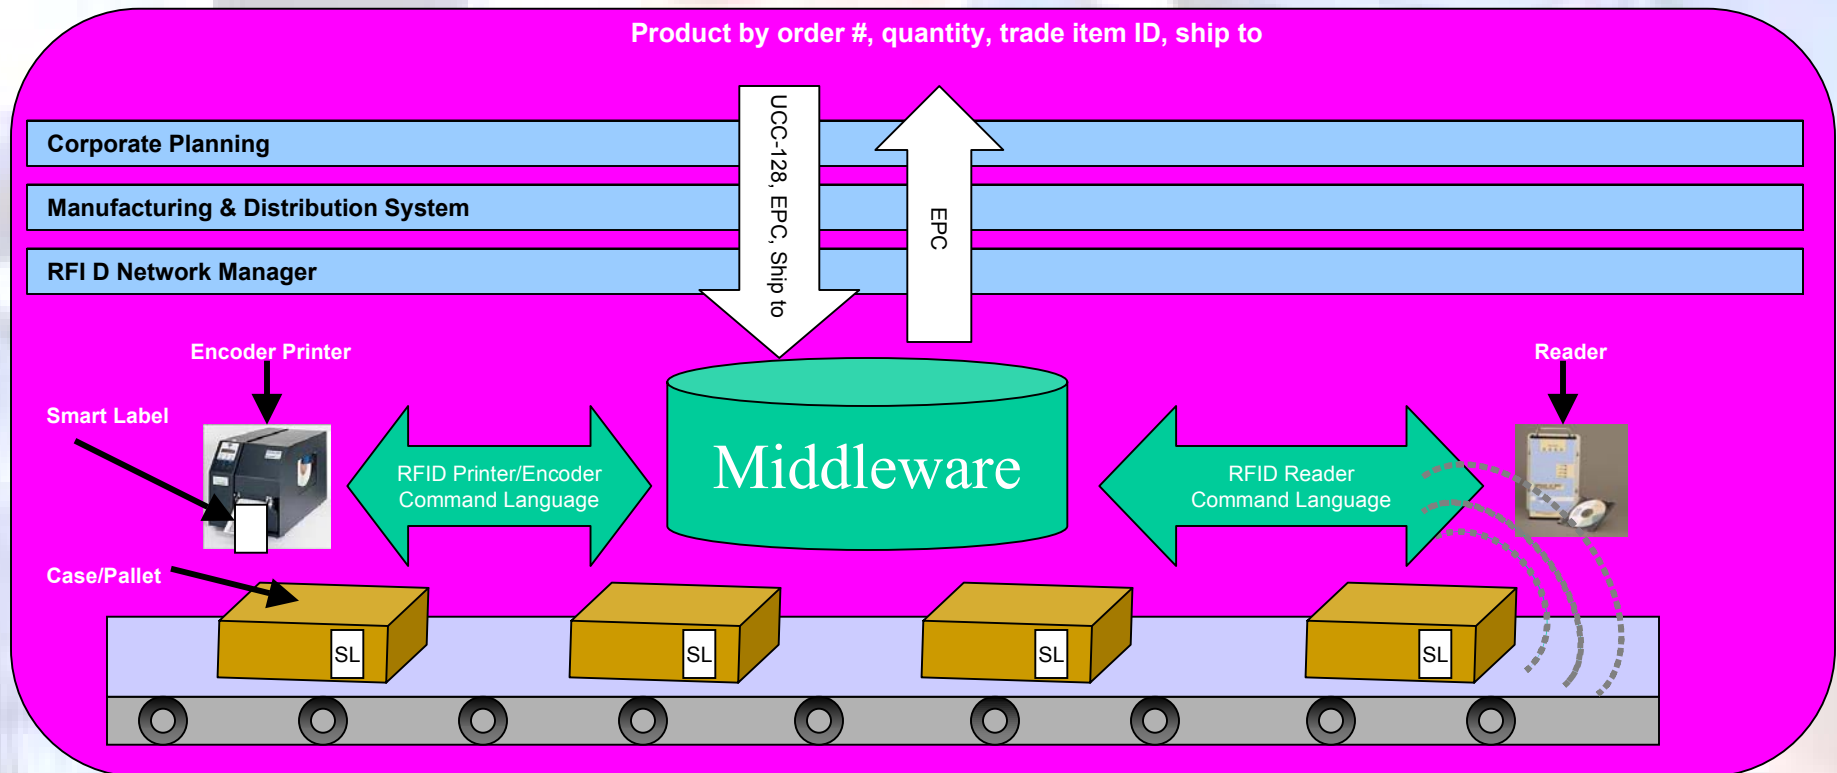 Product by order #, quantity, trade item ID, ship to
Corporate Planning
Manufacturing & Distribution System
RFI D Network Manager
UCC-128, EPC, Ship to
EPC
Encoder Printer
Reader
Smart Label
RFID Printer/Encoder
Command Language
Middleware
RFID Reader
Command Language
Case/Pallet
SL
SL
SL
SL